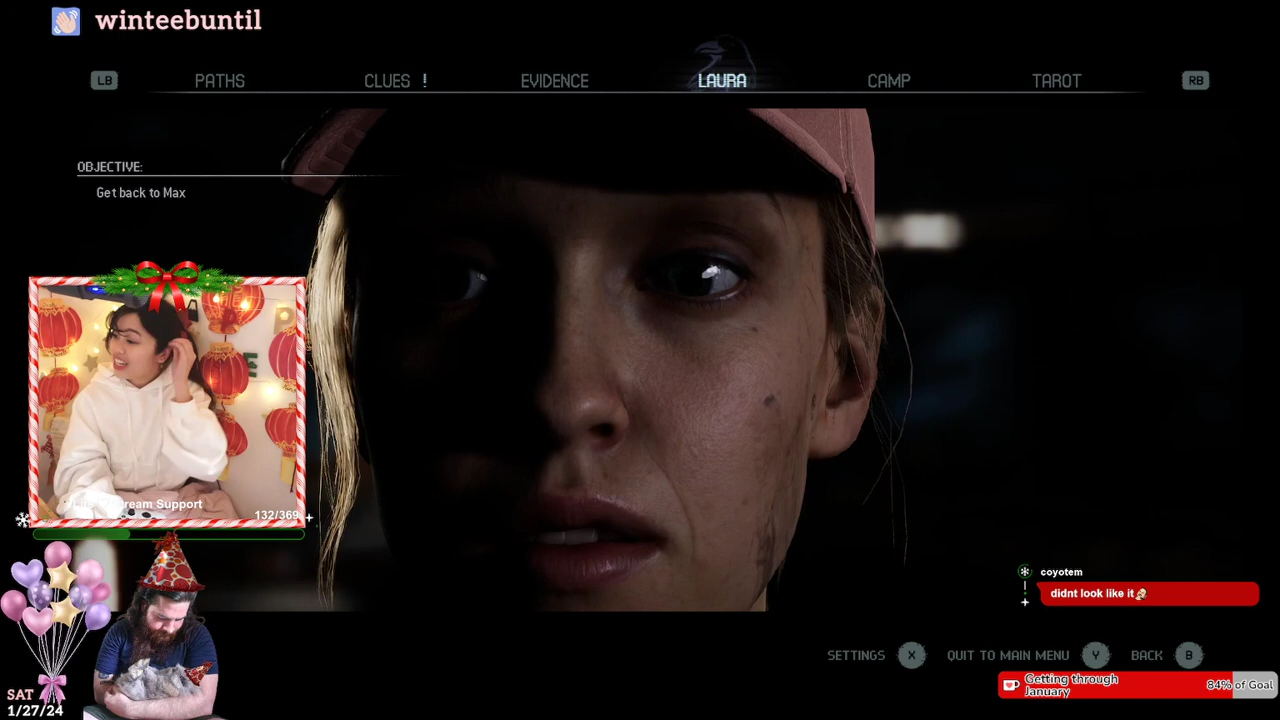 winteebuntil
LB
PATHS
CLUES !
EVIDENCE
LAURA
CAMP
TAROT
RB
OBJECTIVE:
Get back to Max
ream Support
132/369
coyotem
didnt look like it
SETTINGS X
QUIT TO MAIN MENU Y
BACK B
Getting through
January
84% of Goal
SAT
1/27/24